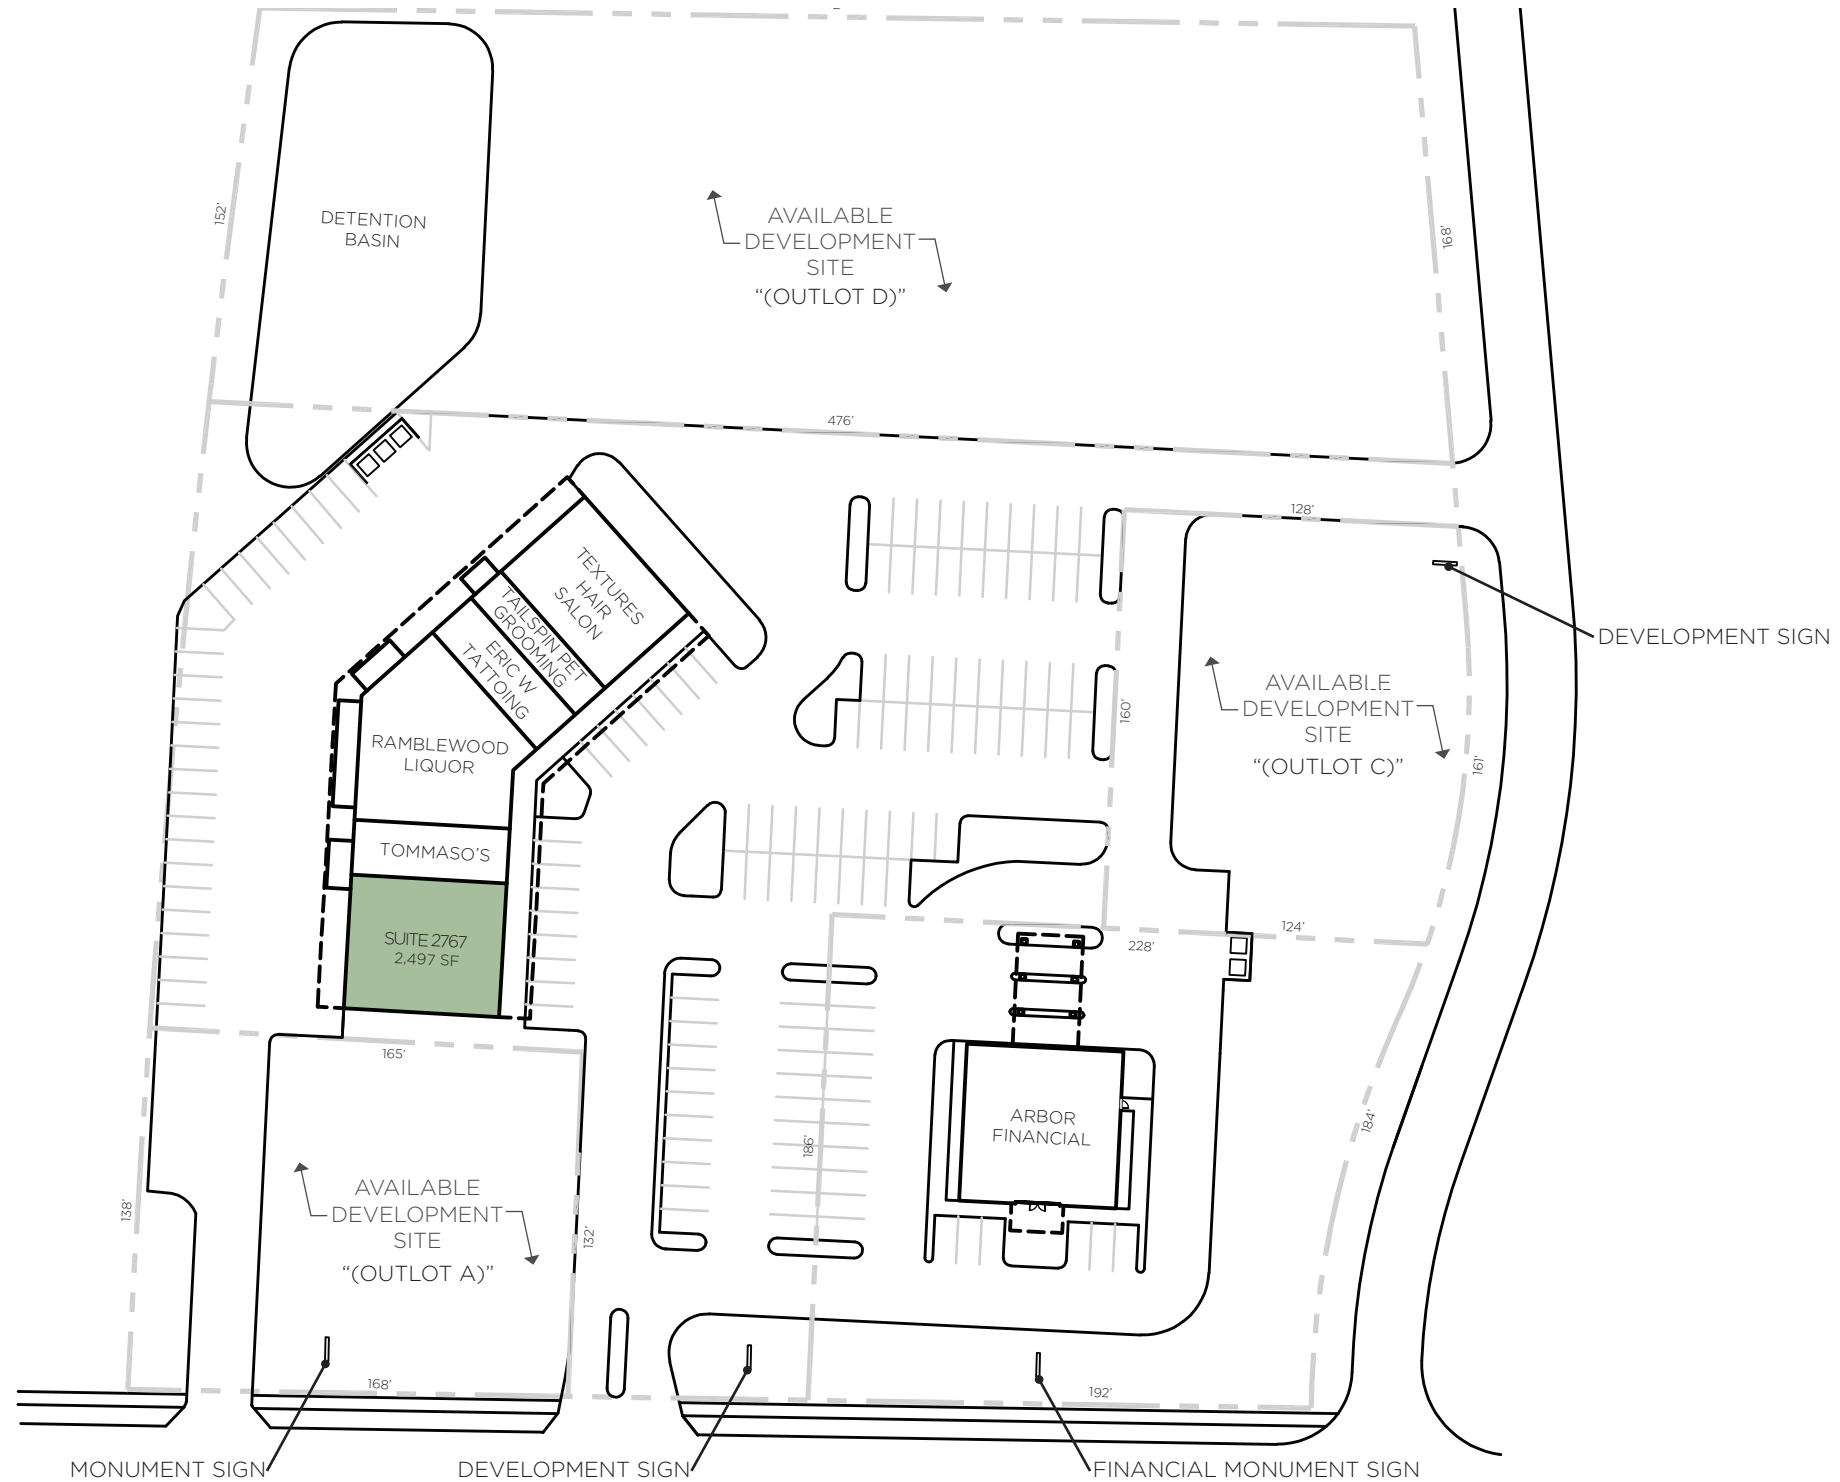 152'
DETENTION
BASIN
AVAILABLE
DEVELOPMENT
SITE
“(OUTLOT D)”
168'
476'
128'
TEXTURES
HAIR
SALON
TAILSPIN PET
GROOMING
ERIC W
TATTOING
RAMBLEWOOD
LIQUOR
TOMMASO'S
SUITE 2767
2,497 SF
DEVELOPMENT SIGN
AVAILABLE
DEVELOPMENT
SITE
“(OUTLOT C)”
160'
161'
124'
228'
165'
186'
184'
ARBOR
FINANCIAL
138'
AVAILABLE
DEVELOPMENT
SITE
“(OUTLOT A)”
132'
168'
192'
MONUMENT SIGN
DEVELOPMENT SIGN
FINANCIAL MONUMENT SIGN